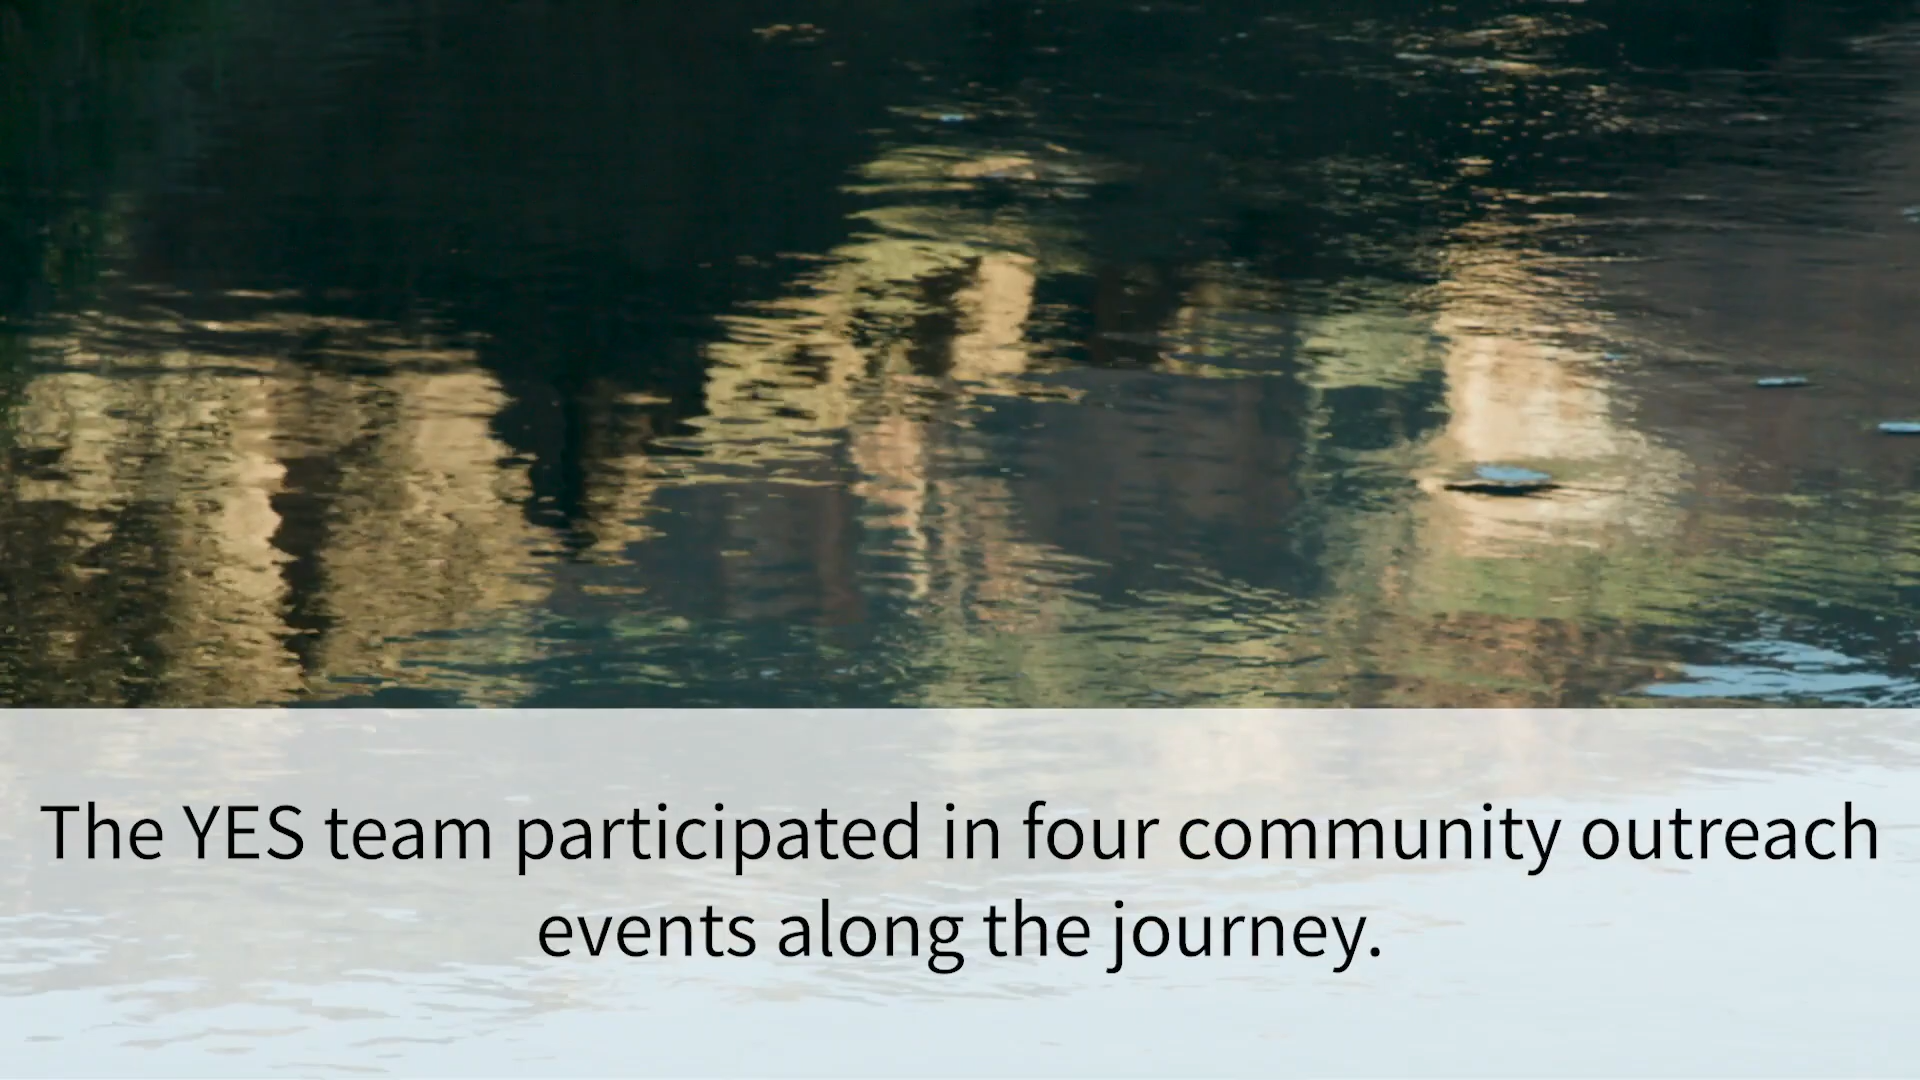 The YES team participated in four community outreach
events along the journey.